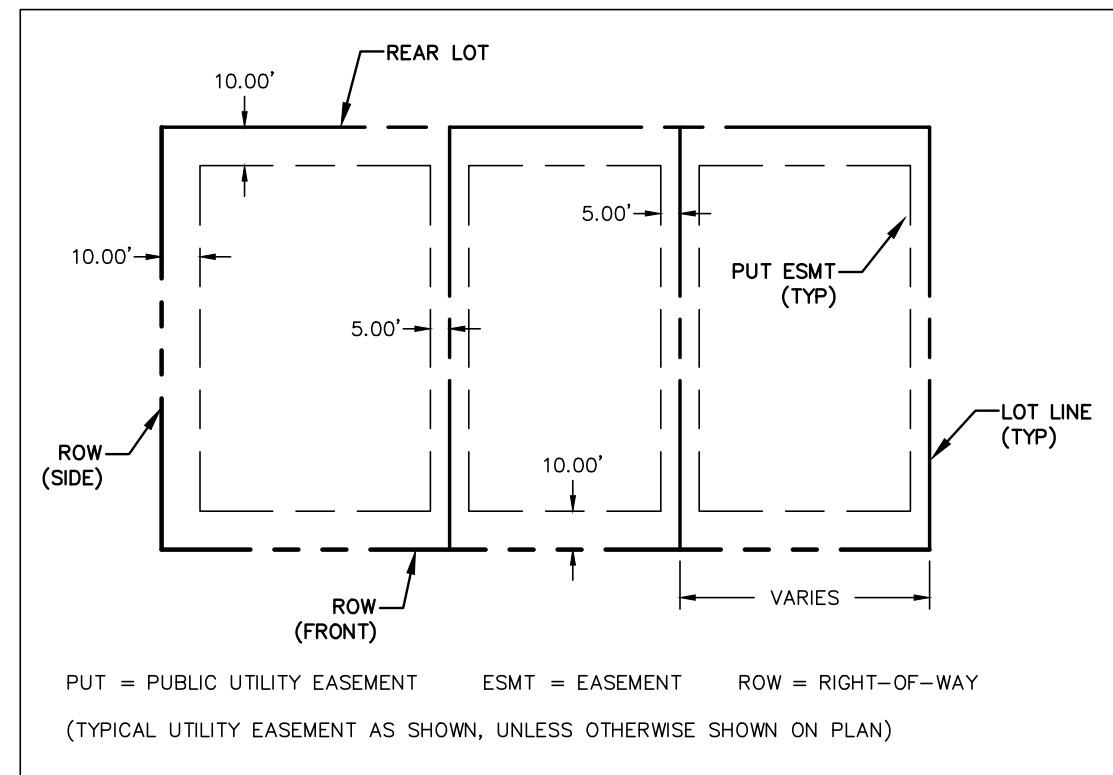 REAR LOT
10.00'
10.00'
5.00'
5.00'
PUT ESMT
(TYP)
LOT LINE
(TYP)
ROW
(SIDE)
10.00'
ROW
(FRONT)
VARIES
PUT = PUBLIC UTILITY EASEMENT ESMT = EASEMENT ROW = RIGHT-OF-WAY
(TYPICAL UTILITY EASEMENT AS SHOWN, UNLESS OTHERWISE SHOWN ON PLAN)